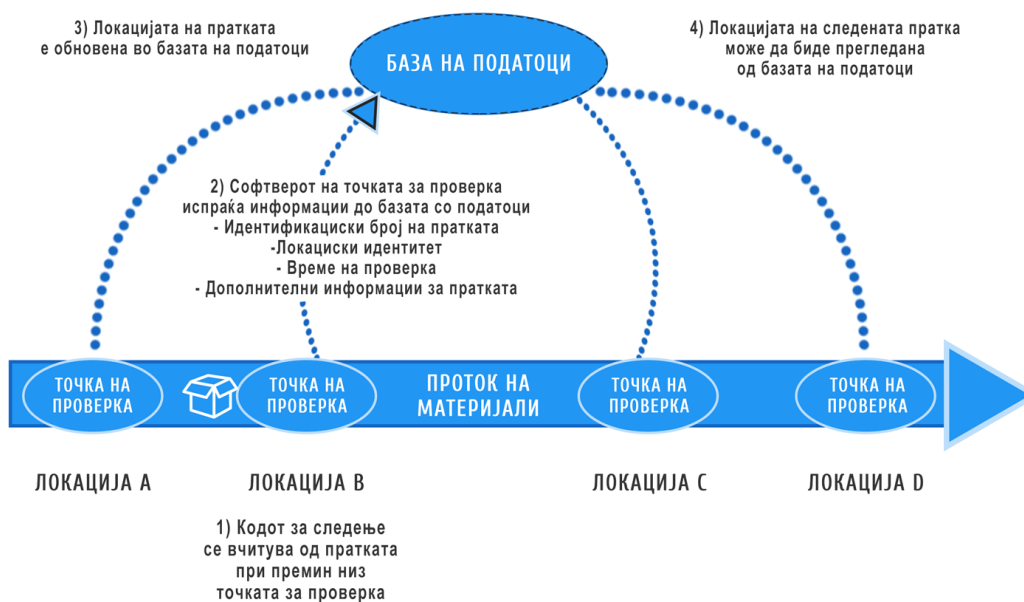 3) Локацијата на пратката
е обновена во базата на податоци
БАЗА НА ПОДАТОЦИ
4) Локацијата на следената пратка
може да биде прегледана
од базата на податоци
2) Софтверот на точката за проверка
испраќа информации до базата со податоци
- Идентификациски број на пратката
-Локациски идентитет
- Време на проверка
- Дополнителни информации за пратката
ТОЧКА НА
ПРОВЕРКА
ТОЧКА НА
ПРОВЕРКА
ПРОТОК НА
МАТЕРИЈАЛИ
ТОЧКА НА
ПРОВЕРКА
ТОЧКА НА
ПРОВЕРКА
ЛОКАЦИЈА A
ЛОКАЦИЈА B
ЛОКАЦИЈА C
ЛОКАЦИЈА D
1) Кодот за следење
се вчитува од пратката
при премин низ
точката за проверка